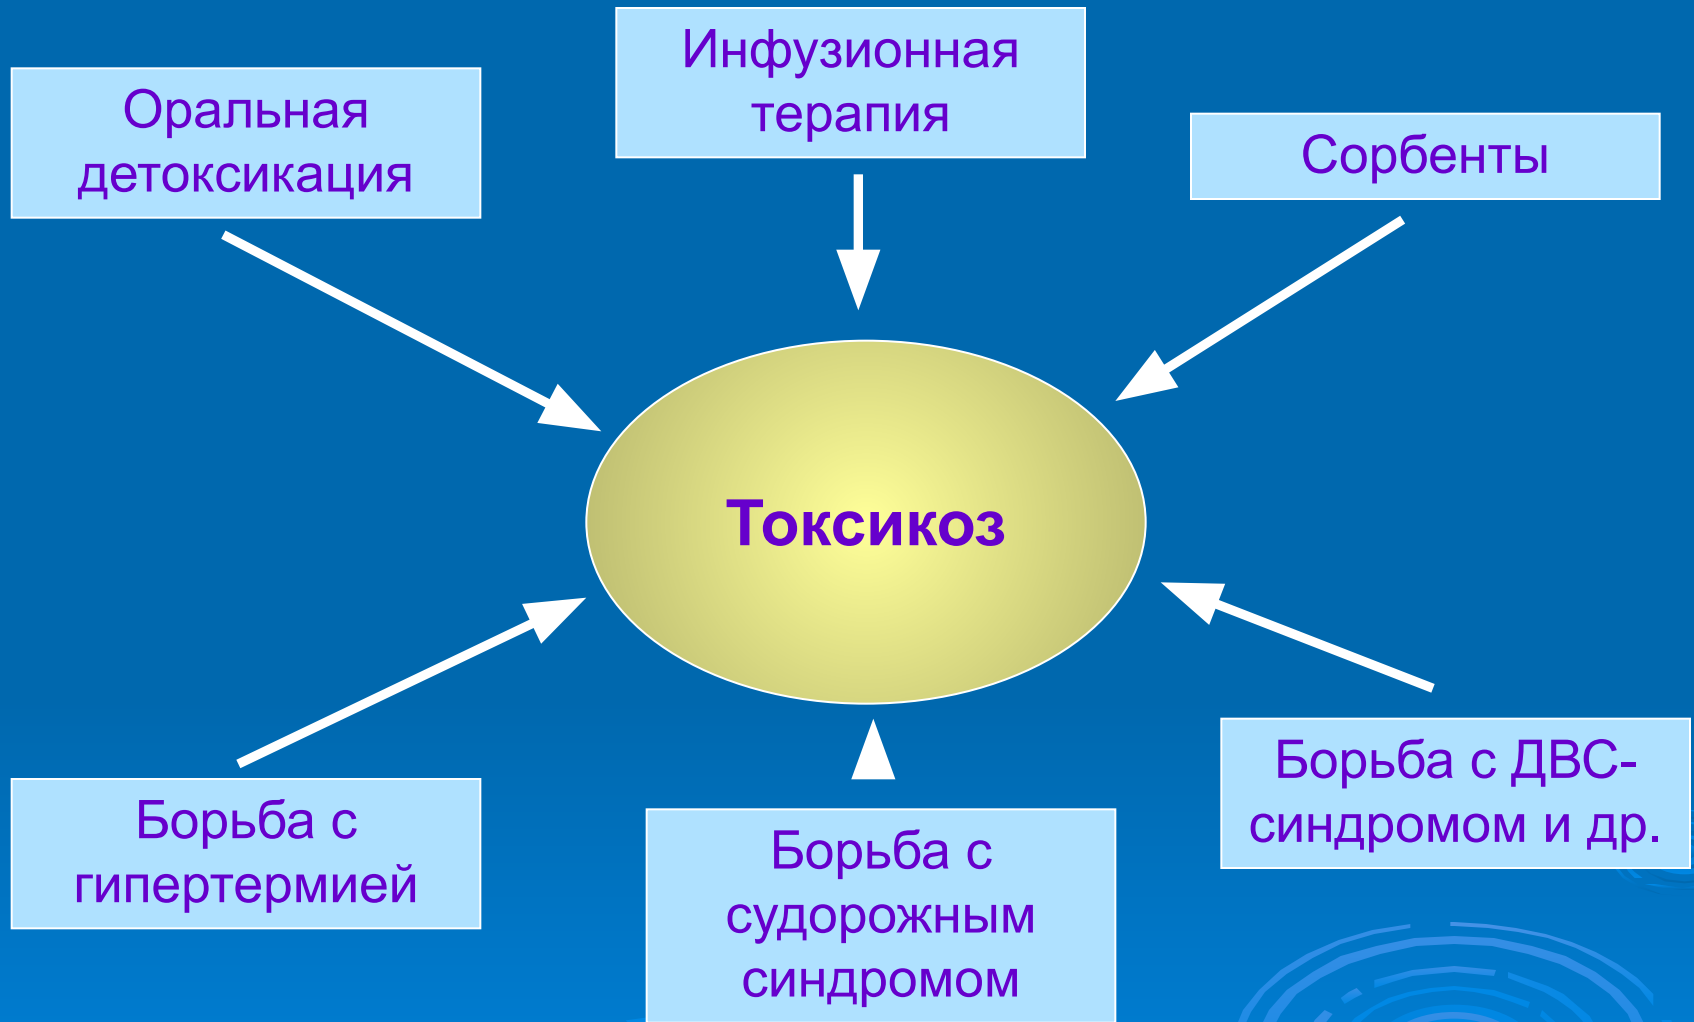 Инфузионная
терапия
Оральная
детоксикация
Сорбенты
Токсикоз
Борьба с
гипертермией
Борьба с
судорожным
синдромом
Борьба с ДВС-
синдромом и др.